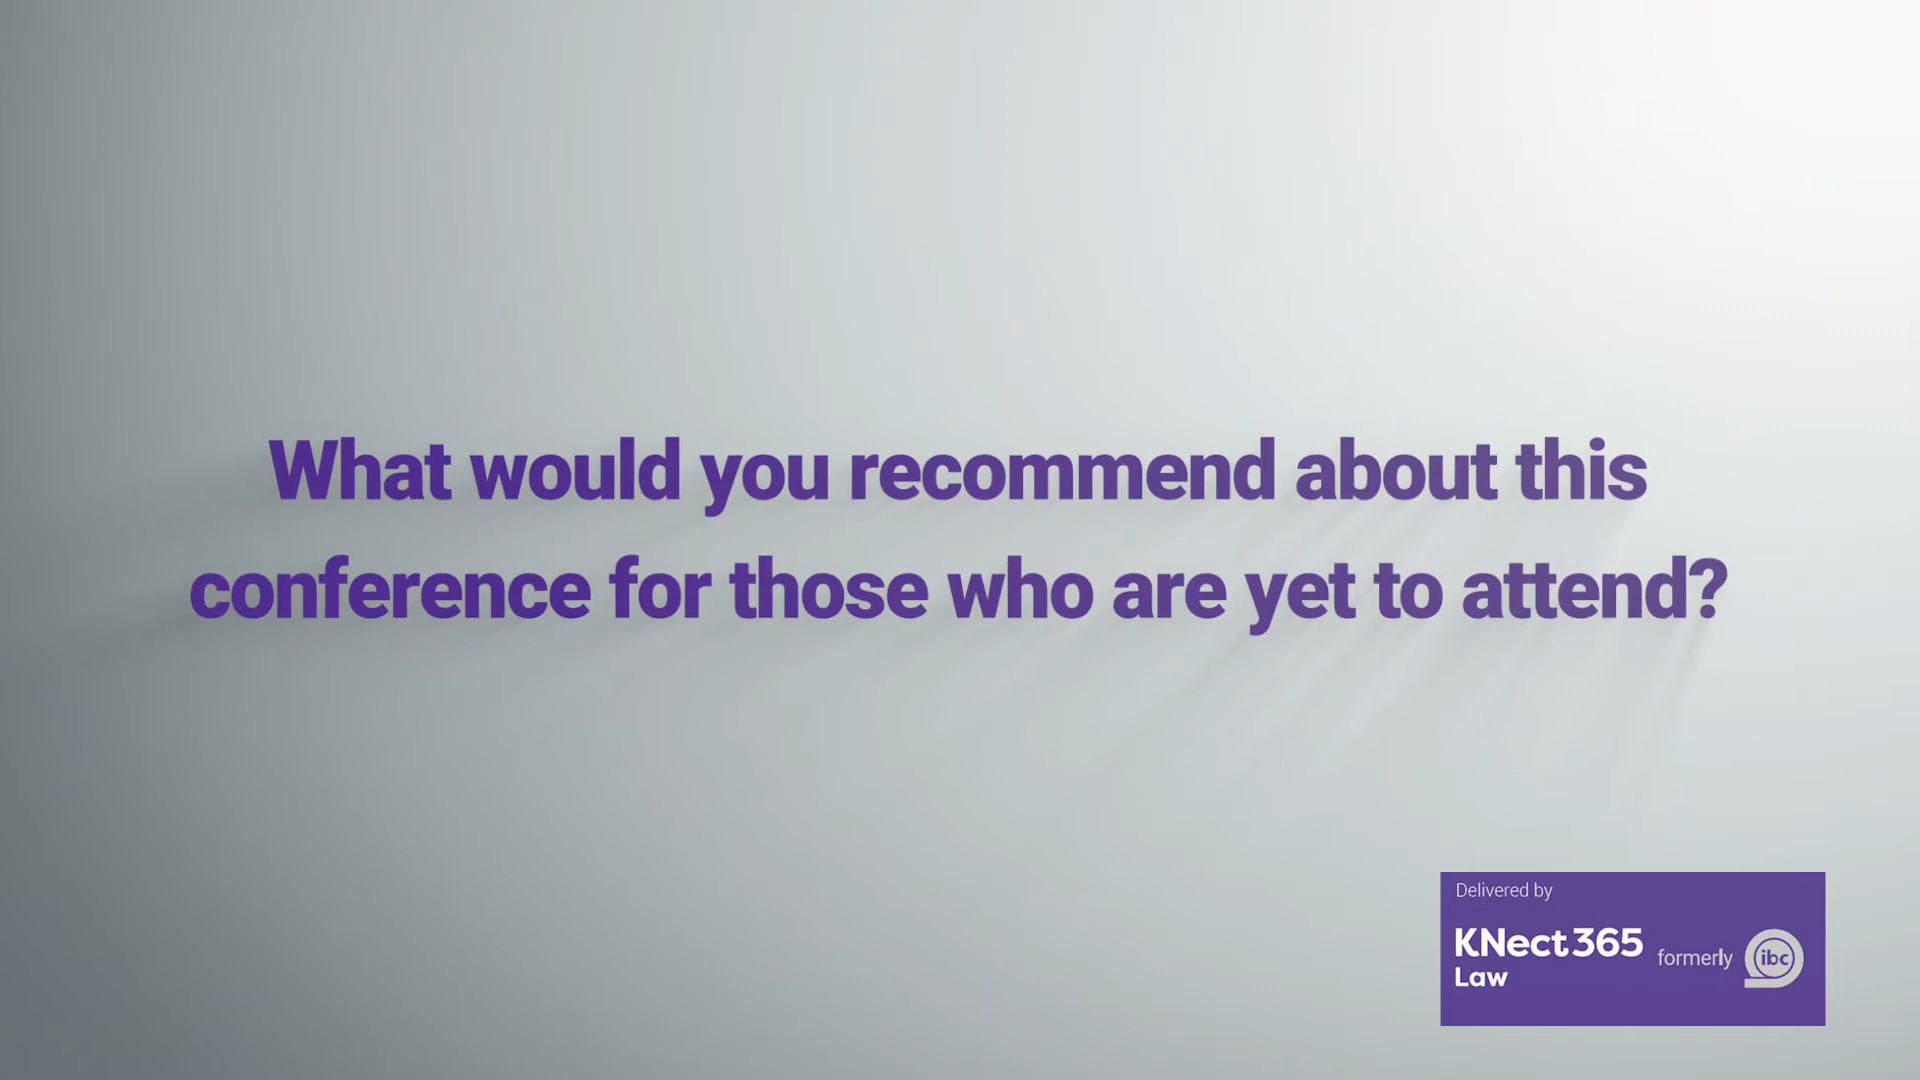 What would you recommend about this
conference for those who are yet to attend?
Delivered by
KNect365
Law
formerly
ibc